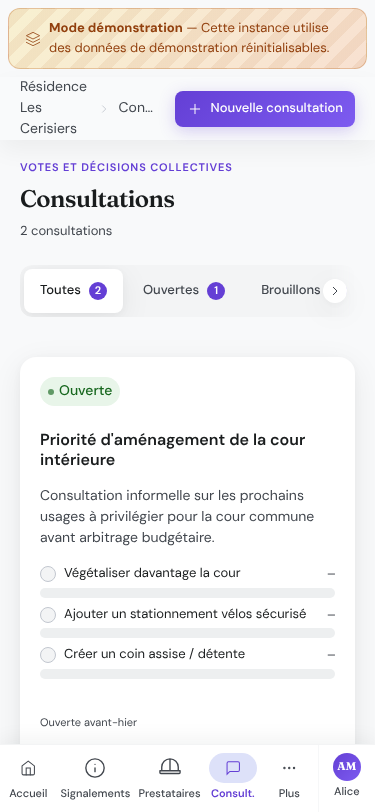 Mode démonstration — Cette instance utilise
des données de démonstration réinitialisables.
Résidence
Les
Cerisiers
Con...
Nouvelle consultation
VOTES ET DÉCISIONS COLLECTIVES
Consultations
2 consultations
Toutes 2
Ouvertes 1
Brouillons
Ouverte
Priorité d'aménagement de la cour
intérieure
Consultation informelle sur les prochains
usages à privilégier pour la cour commune
avant arbitrage budgétaire.
Végétaliser davantage la cour –
Ajouter un stationnement vélos sécurisé –
Créer un coin assise / détente –
Ouverte avant-hier
AM
Accueil Signalements Prestataires Consult. Plus Alice